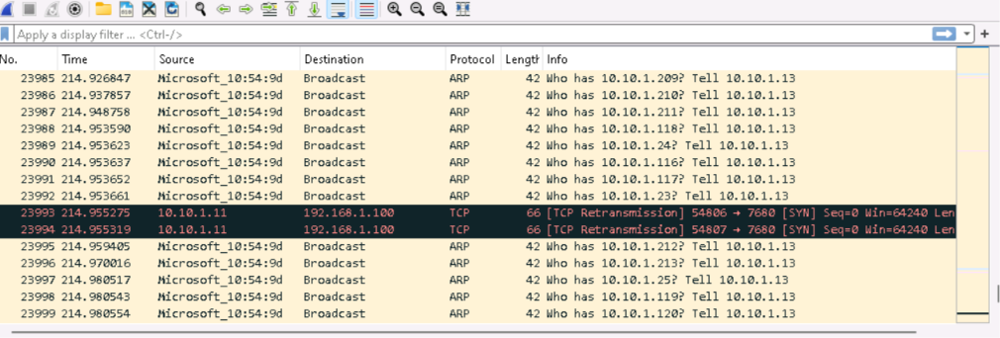 Apply a display filter ... <Ctrl-/>
No. Time Source Destination Protocol Length Info
23985 214.926847 Microsoft_10:54:9d Broadcast ARP 42 Who has 10.10.1.209? Tell 10.10.1.13
23986 214.937857 Microsoft_10:54:9d Broadcast ARP 42 Who has 10.10.1.210? Tell 10.10.1.13
23987 214.948758 Microsoft_10:54:9d Broadcast ARP 42 Who has 10.10.1.211? Tell 10.10.1.13
23988 214.953590 Microsoft_10:54:9d Broadcast ARP 42 Who has 10.10.1.118? Tell 10.10.1.13
23989 214.953623 Microsoft_10:54:9d Broadcast ARP 42 Who has 10.10.1.24? Tell 10.10.1.13
23990 214.953637 Microsoft_10:54:9d Broadcast ARP 42 Who has 10.10.1.116? Tell 10.10.1.13
23991 214.953652 Microsoft_10:54:9d Broadcast ARP 42 Who has 10.10.1.117? Tell 10.10.1.13
23992 214.953661 Microsoft_10:54:9d Broadcast ARP 42 Who has 10.10.1.23? Tell 10.10.1.13
23993 214.955275 10.10.1.11 192.168.1.100 TCP 66 [TCP Retransmission] 54806 → 7680 [SYN] Seq=0 Win=64240 Len
23994 214.955319 10.10.1.11 192.168.1.100 TCP 66 [TCP Retransmission] 54807 → 7680 [SYN] Seq=0 Win=64240 Len
23995 214.959405 Microsoft_10:54:9d Broadcast ARP 42 Who has 10.10.1.212? Tell 10.10.1.13
23996 214.970016 Microsoft_10:54:9d Broadcast ARP 42 Who has 10.10.1.213? Tell 10.10.1.13
23997 214.980517 Microsoft_10:54:9d Broadcast ARP 42 Who has 10.10.1.25? Tell 10.10.1.13
23998 214.980543 Microsoft_10:54:9d Broadcast ARP 42 Who has 10.10.1.119? Tell 10.10.1.13
23999 214.980554 Microsoft_10:54:9d Broadcast ARP 42 Who has 10.10.1.120? Tell 10.10.1.13